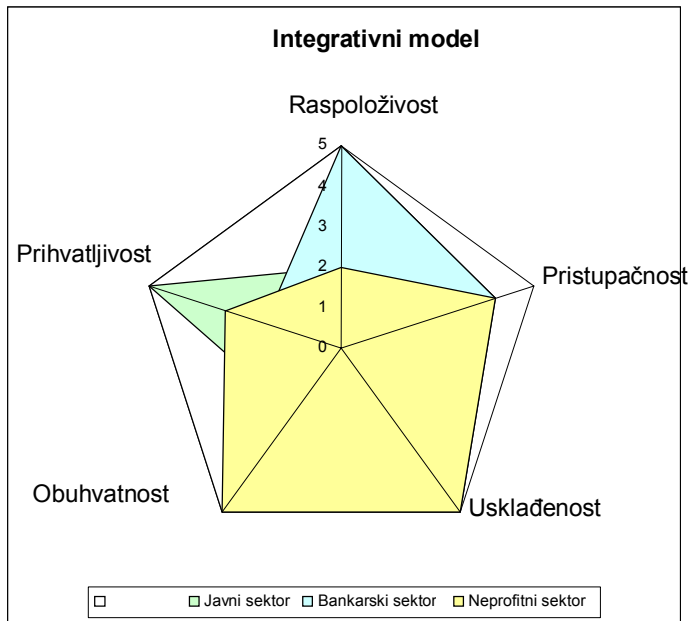 Integrativni model
Raspoloživost
5
4
3
2
1
0
Prihvatljivost
Pristupačnost
Obuhvatnost
Usklađenost
Javni sektor
Bankarski sektor
Neprofitni sektor